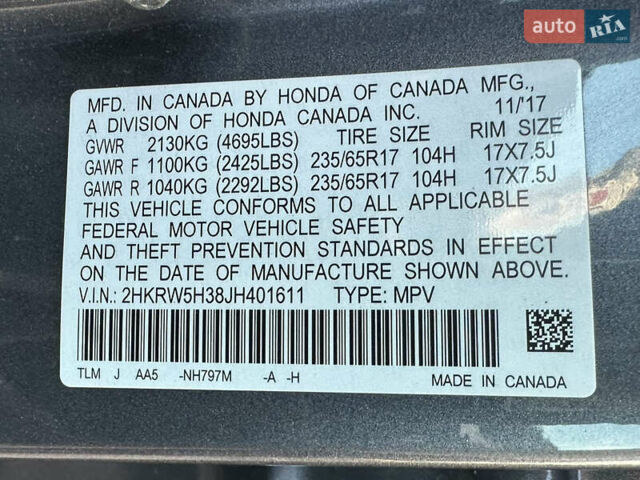 auto RIA.com
MFD. IN CANADA BY HONDA OF CANADA MFG.,
A DIVISION OF HONDA CANADA INC. 11/'17
GVWR 2130KG (4695LBS) TIRE SIZE RIM SIZE
GAWR F 1100KG (2425LBS) 235/65R17 104H 17X7.5J
GAWR R 1040KG (2292LBS) 235/65R17 104H 17X7.5J
THIS VEHICLE CONFORMS TO ALL APPLICABLE
FEDERAL MOTOR VEHICLE SAFETY
AND THEFT PREVENTION STANDARDS IN EFFECT
ON THE DATE OF MANUFACTURE SHOWN ABOVE.
V.I.N.: 2HKRW5H38JH401611 TYPE: MPV
TLM J AA5 -NH797M -A -H MADE IN CANADA